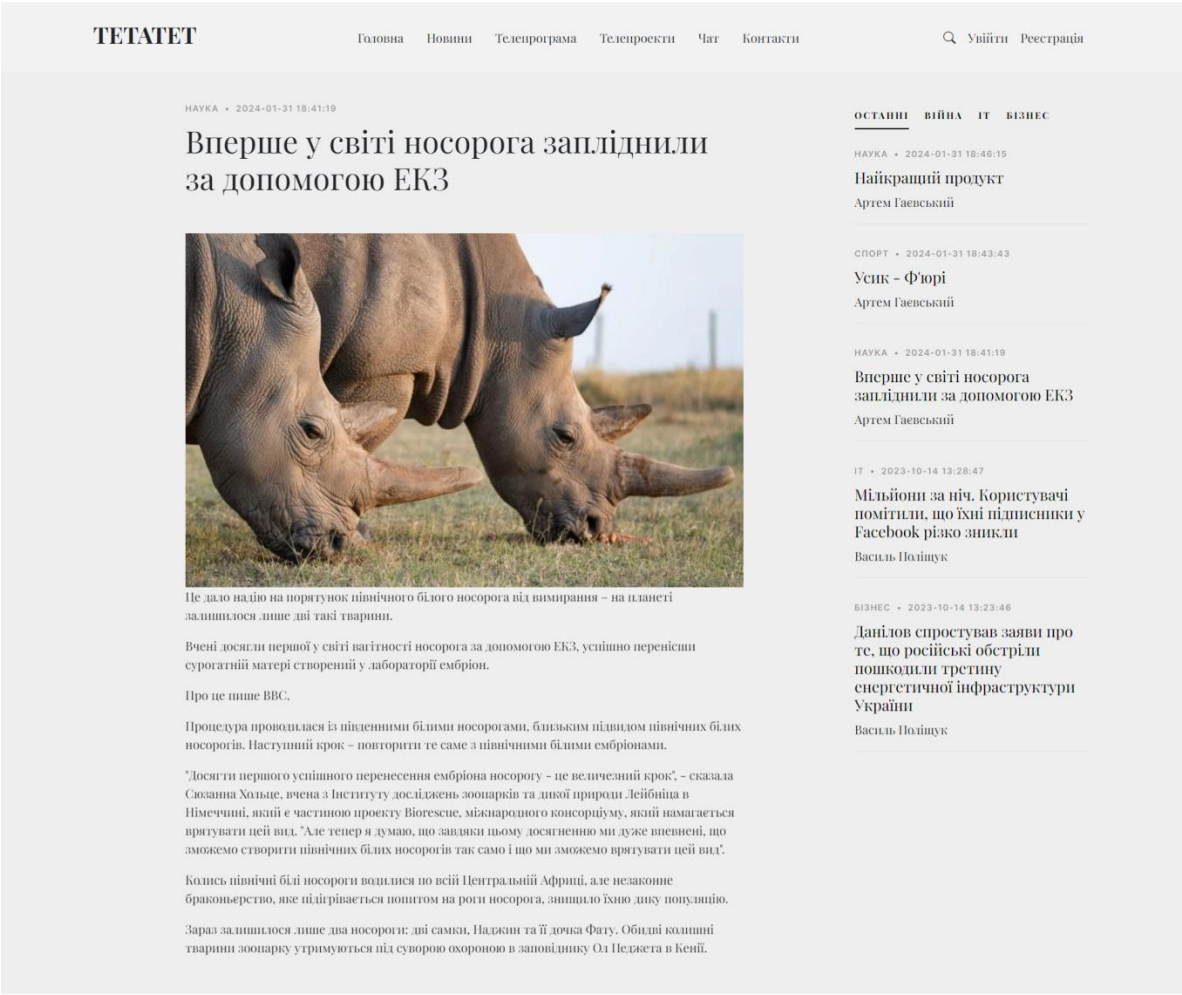 TETATET
Головна Новини Телепрограма Телепроекти Чат Контакти
Увійти Реєстрація
НАУКА • 2024-01-31 18:41:19
Вперше у світі носорога запліднили
за допомогою ЕКЗ
Це дало надію на порятунок північного білого носорога від вимирання – на планеті
залишилося лише дві такі тварини.
Вчені досягли першої у світі вагітності носорога за допомогою ЕКЗ, успішно перенісши
сурогатній матері створений у лабораторії ембріон.
Про це пише BBC.
Процедура проводилася із південними білими носорогами, близьким підвидом північних білих
носорогів. Наступний крок – повторити те саме з північними білими ембріонами.
"Досягти першого успішного перенесення ембріона носорогу - це величезний крок", - сказала
Сюзанна Хольце, вчена з Інституту досліджень зоопарків та дикої природи Лейбніца в
Німеччині, який є частиною проєкту Biorescue, міжнародного консорціуму, який намагається
врятувати цей вид. "Але тепер я думаю, що завдяки цьому досягненню ми дуже впевнені, що
зможемо створити північних білих носорогів так само і що ми зможемо врятувати цей вид".
Колись північні білі носороги водилися по всій Центральній Африці, але незаконне
браконьєрство, яке підігрівається попитом на роги носорога, знищило їхню дику популяцію.
Зараз залишилося лише два носороги: дві самки, Наджин та її дочка Фату. Обидві колишні
тварини зоопарку утримуються під суворою охороною в заповіднику Ол Педжета в Кенії.
ОСТАННІ ВІЙНА ІТ БІЗНЕС
НАУКА • 2024-01-31 18:46:15
Найкращий продукт
Артем Гаєвський
СПОРТ • 2024-01-31 18:43:43
Усик - Ф'юрі
Артем Гаєвський
НАУКА • 2024-01-31 18:41:19
Вперше у світі носорога
запліднили за допомогою ЕКЗ
Артем Гаєвський
ІТ • 2023-10-14 13:28:47
Мільйони за ніч. Користувачі
помітили, що їхні підписники у
Facebook різко зникли
Василь Поліщук
БІЗНЕС • 2023-10-14 13:23:46
Данілов спростував заяви про
те, що російські обстріли
пошкодили третину
енергетичної інфраструктури
України
Василь Поліщук